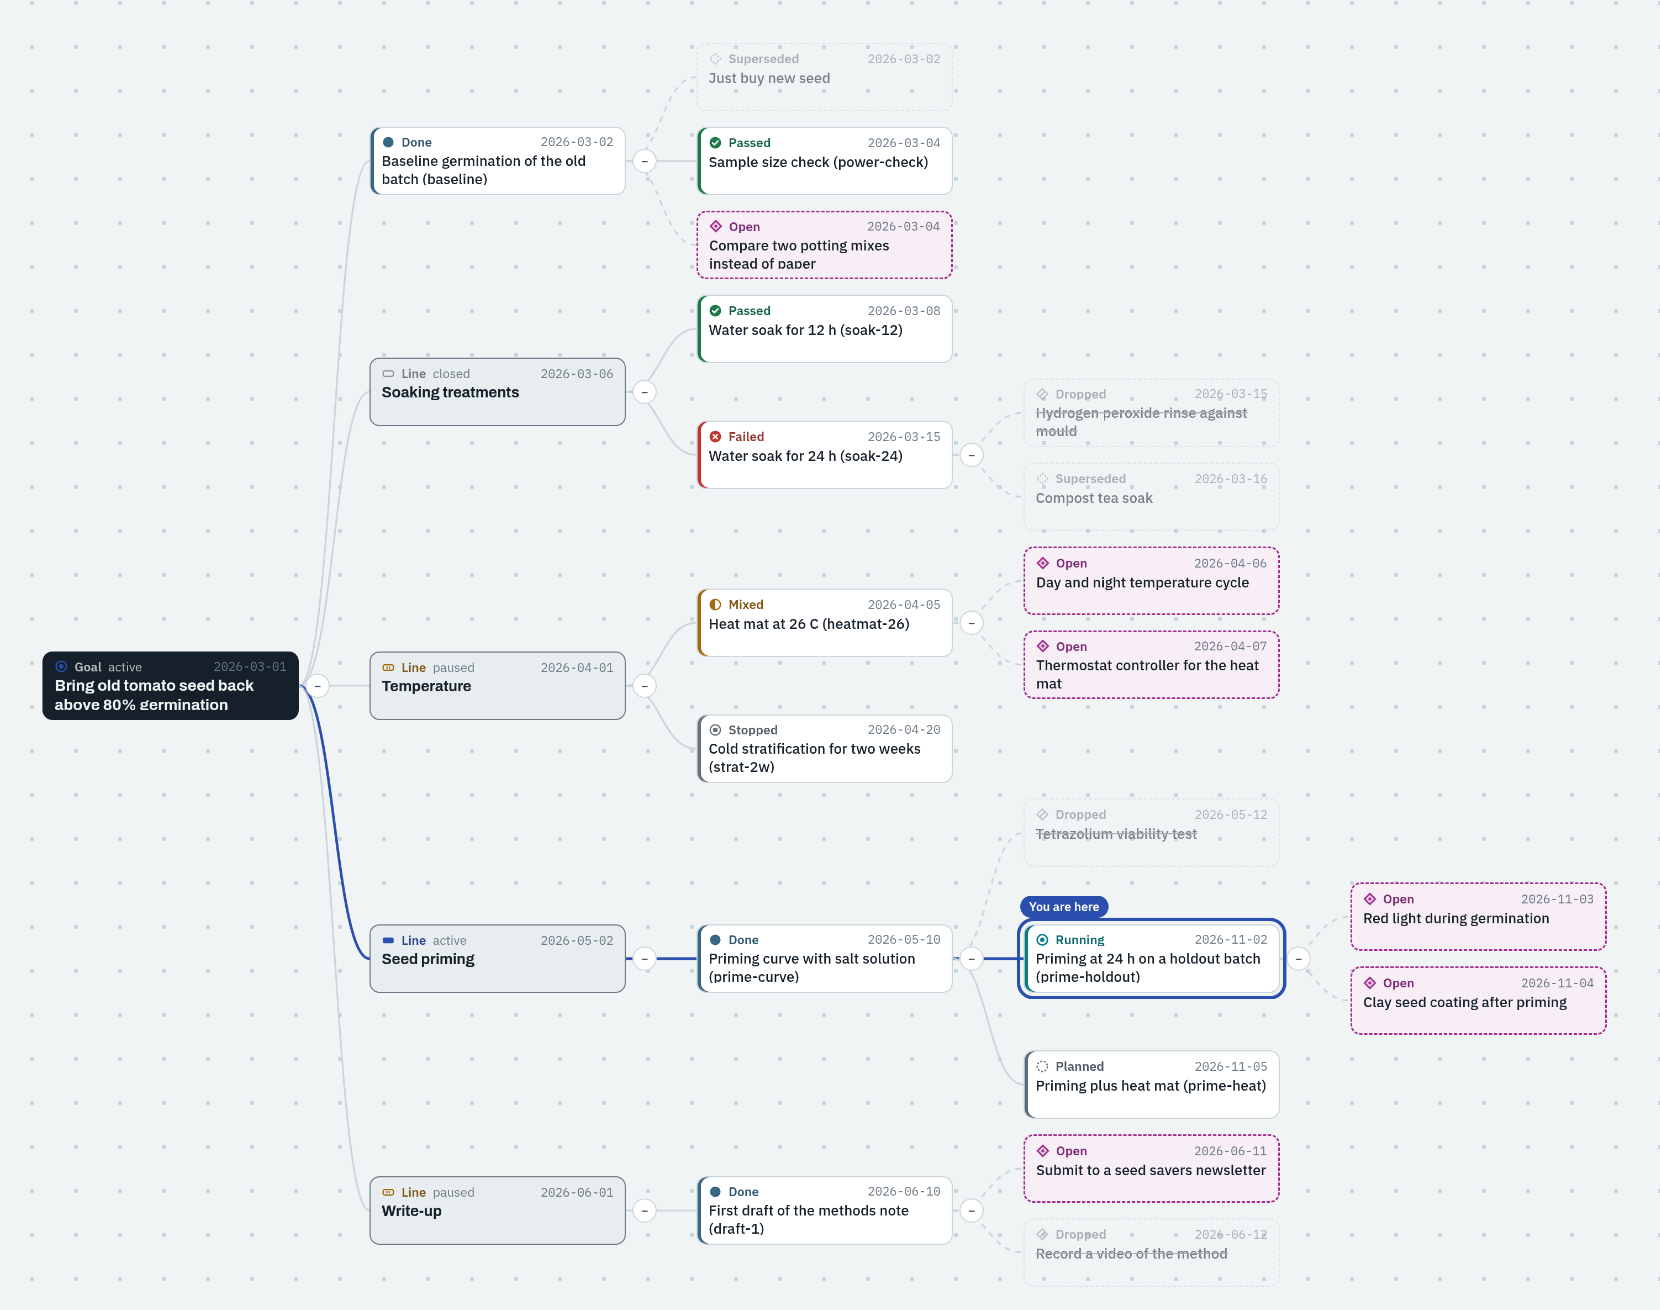 Superseded 2026-03-02
Just buy new seed
Done 2026-03-02
Baseline germination of the old
batch (baseline)
Passed 2026-03-04
Sample size check (power-check)
Open 2026-03-04
Compare two potting mixes
instead of paper
Line closed 2026-03-06
Soaking treatments
Passed 2026-03-08
Water soak for 12 h (soak-12)
Failed 2026-03-15
Water soak for 24 h (soak-24)
Dropped 2026-03-15
Hydrogen peroxide rinse against
mould
Superseded 2026-03-16
Compost tea soak
Goal active 2026-03-01
Bring old tomato seed back
above 80% germination
Line paused 2026-04-01
Temperature
Mixed 2026-04-05
Heat mat at 26 C (heatmat-26)
Open 2026-04-06
Day and night temperature cycle
Open 2026-04-07
Thermostat controller for the heat
mat
Stopped 2026-04-20
Cold stratification for two weeks
(strat-2w)
Line active 2026-05-02
Seed priming
Done 2026-05-10
Priming curve with salt solution
(prime-curve)
Dropped 2026-05-12
Tetrazolium viability test
You are here
Running 2026-11-02
Priming at 24 h on a holdout batch
(prime-holdout)
Open 2026-11-03
Red light during germination
Open 2026-11-04
Clay seed coating after priming
Planned 2026-11-05
Priming plus heat mat (prime-heat)
Line paused 2026-06-01
Write-up
Done 2026-06-10
First draft of the methods note
(draft-1)
Open 2026-06-11
Submit to a seed savers newsletter
Dropped 2026-06-12
Record a video of the method